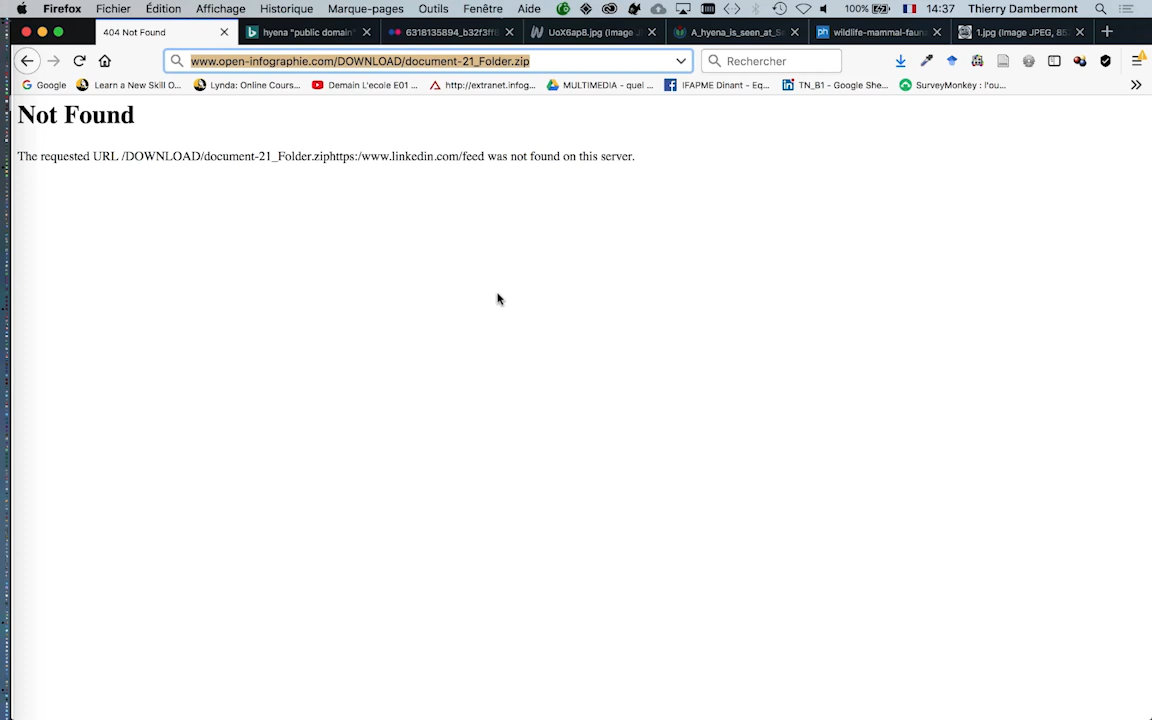 Firefox Fichier Édition Affichage Historique Marque-pages Outils Fenêtre Aide 100% 14:37 Thierry Dambermont
404 Not Found hyena "public domain" 6318135894_b32f3ff UoX6ap8.jpg (Image J A_hyena_is_seen_at_S wildlife-mammal-faun 1.jpg (Image JPEG, 85
www.open-infographie.com/DOWNLOAD/document-21_Folder.zip Rechercher
Google Learn a New Skill O... Lynda: Online Cours... Demain L'ecole E01 ... http://extranet.infog... MULTIMEDIA - quel ... IFAPME Dinant - Eq... TN_B1 - Google She... SurveyMonkey : l'ou...
Not Found
The requested URL /DOWNLOAD/document-21_Folder.ziphttps:/www.linkedin.com/feed was not found on this server.